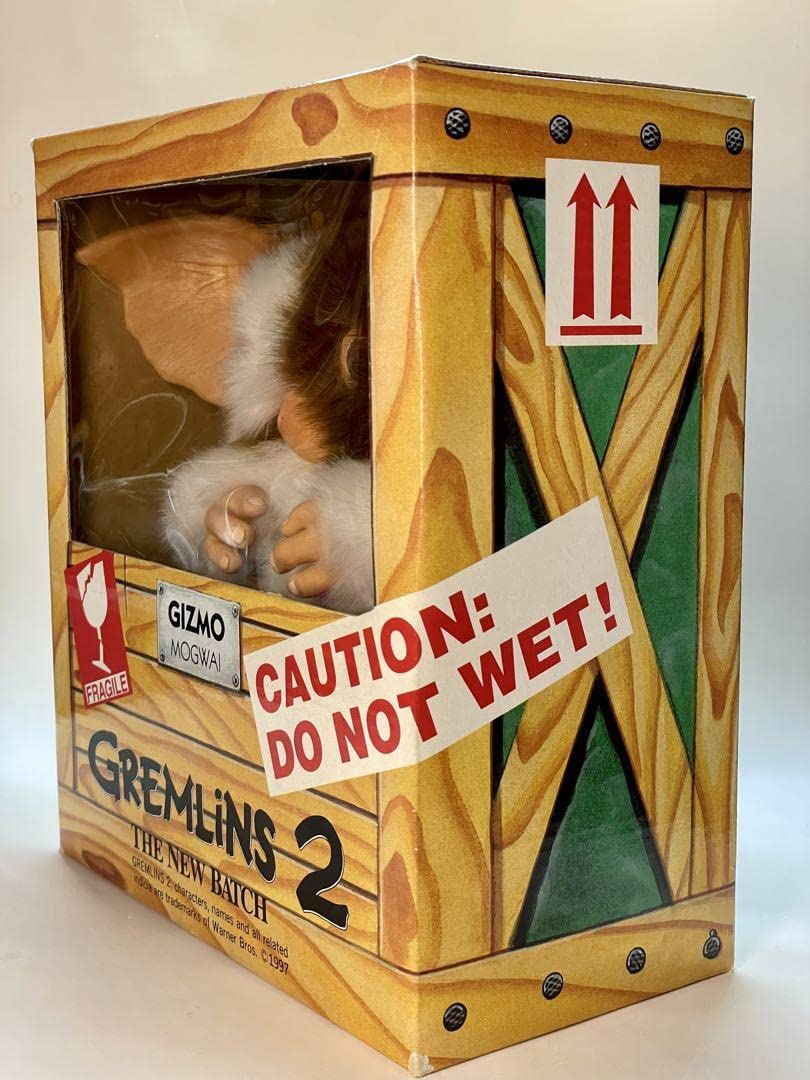 FRAGILE
GIZMO
MOGWAI
CAUTION:
DO NOT WET!
GREMLiNS 2
THE NEW BATCH
GREMLINS 2, characters, names and all related
indicia are trademarks of Warner Bros. ©1997